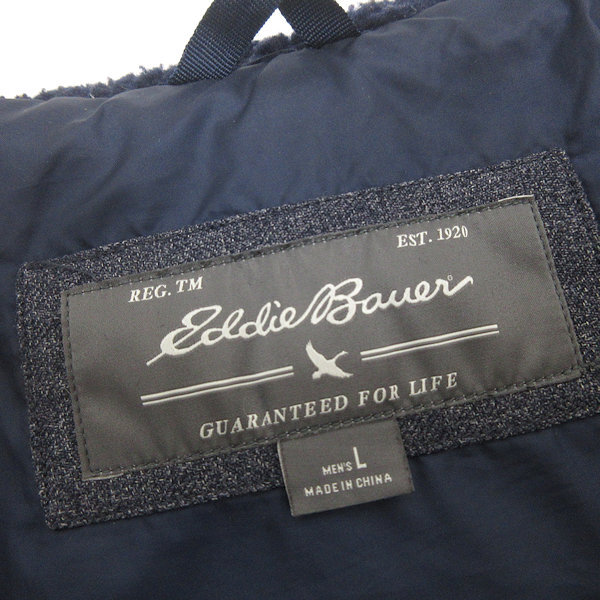 REG. TM
EST. 1920
Eddie Bauer®
GUARANTEED FOR LIFE
MEN'S L
MADE IN CHINA